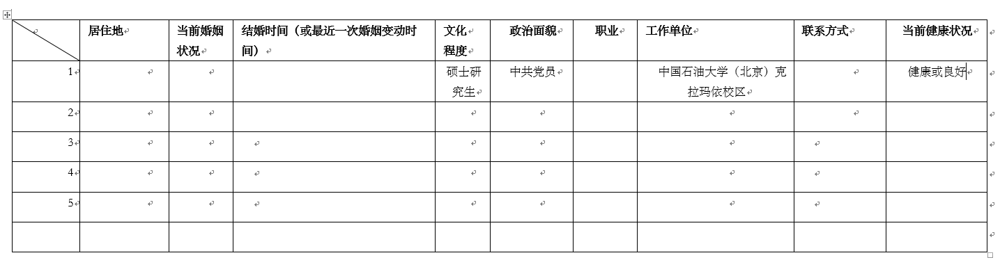 居住地
当前婚姻
状况
结婚时间（或最近一次婚姻变动时
间）
文化
程度
政治面貌
职业
工作单位
联系方式
当前健康状况
1
硕士研
究生
中共党员
中国石油大学（北京）克
拉玛依校区
健康或良好
2
3
4
5